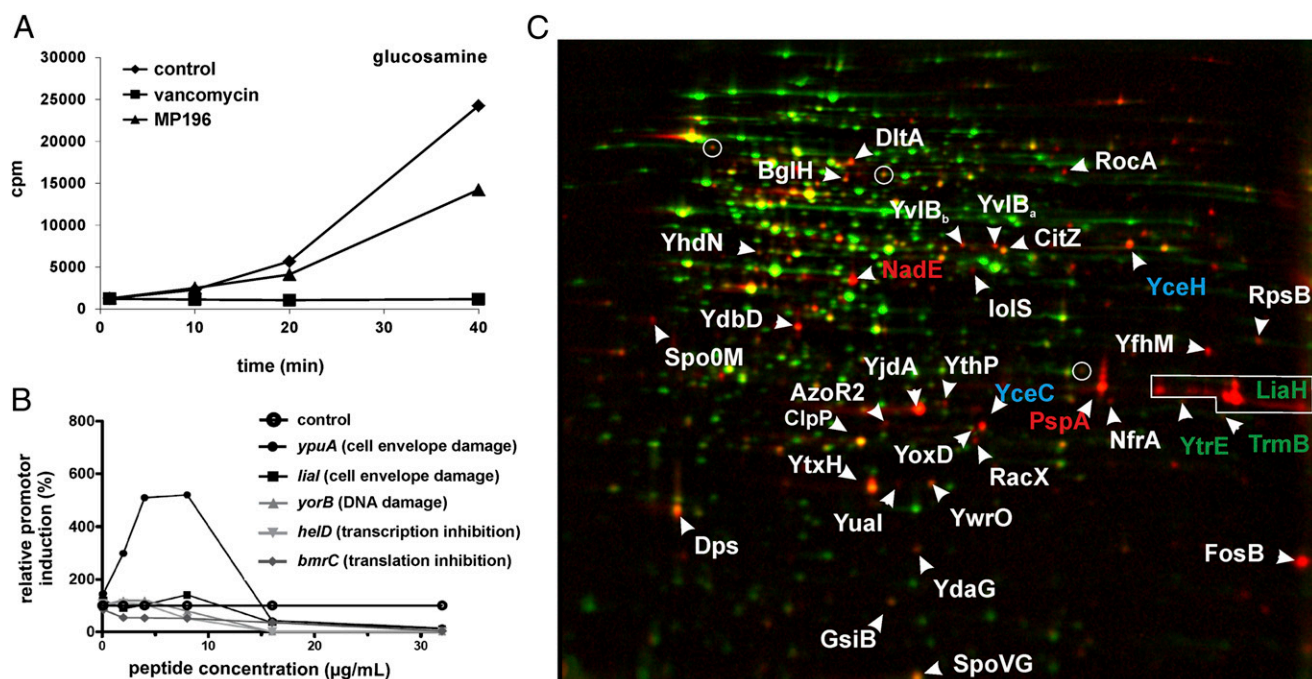 A
glucosamine
30000
25000
20000
15000
10000
5000
0
control
vancomycin
MP196
cpm
0
10
20
30
40
time (min)
B
800
600
400
200
0
control
ypuA (cell envelope damage)
liaI (cell envelope damage)
yorB (DNA damage)
helD (transcription inhibition)
bmrC (translation inhibition)
relative promotor
induction (%)
0
10
20
30
peptide concentration (µg/mL)
C
DltA
BglH
RocA
YvlBb
YvlBa
CitZ
YhdN
NadE
YceH
IolS
RpsB
YdbD
YfhM
Spo0M
YjdA
YthP
AzoR2
YceC
LiaH
ClpP
PspA
NfrA
YtrE
TrmB
YoxD
RacX
YtxH
YuaI
YwrO
Dps
FosB
YdaG
GsiB
SpoVG